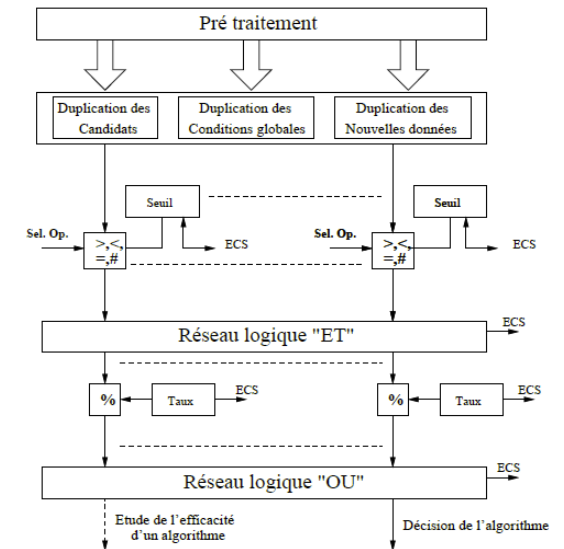 Pré traitement
Duplication des
Candidats
Duplication des
Conditions globales
Duplication des
Nouvelles données
Seuil
Seuil
Sel. Op.
>,<,
=,#
ECS
Sel. Op.
>,<,
=,#
ECS
Réseau logique "ET"
ECS
%
Taux
ECS
%
Taux
ECS
Réseau logique "OU"
ECS
Etude de l'efficacité
d'un algorithme
Décision de l'algorithme